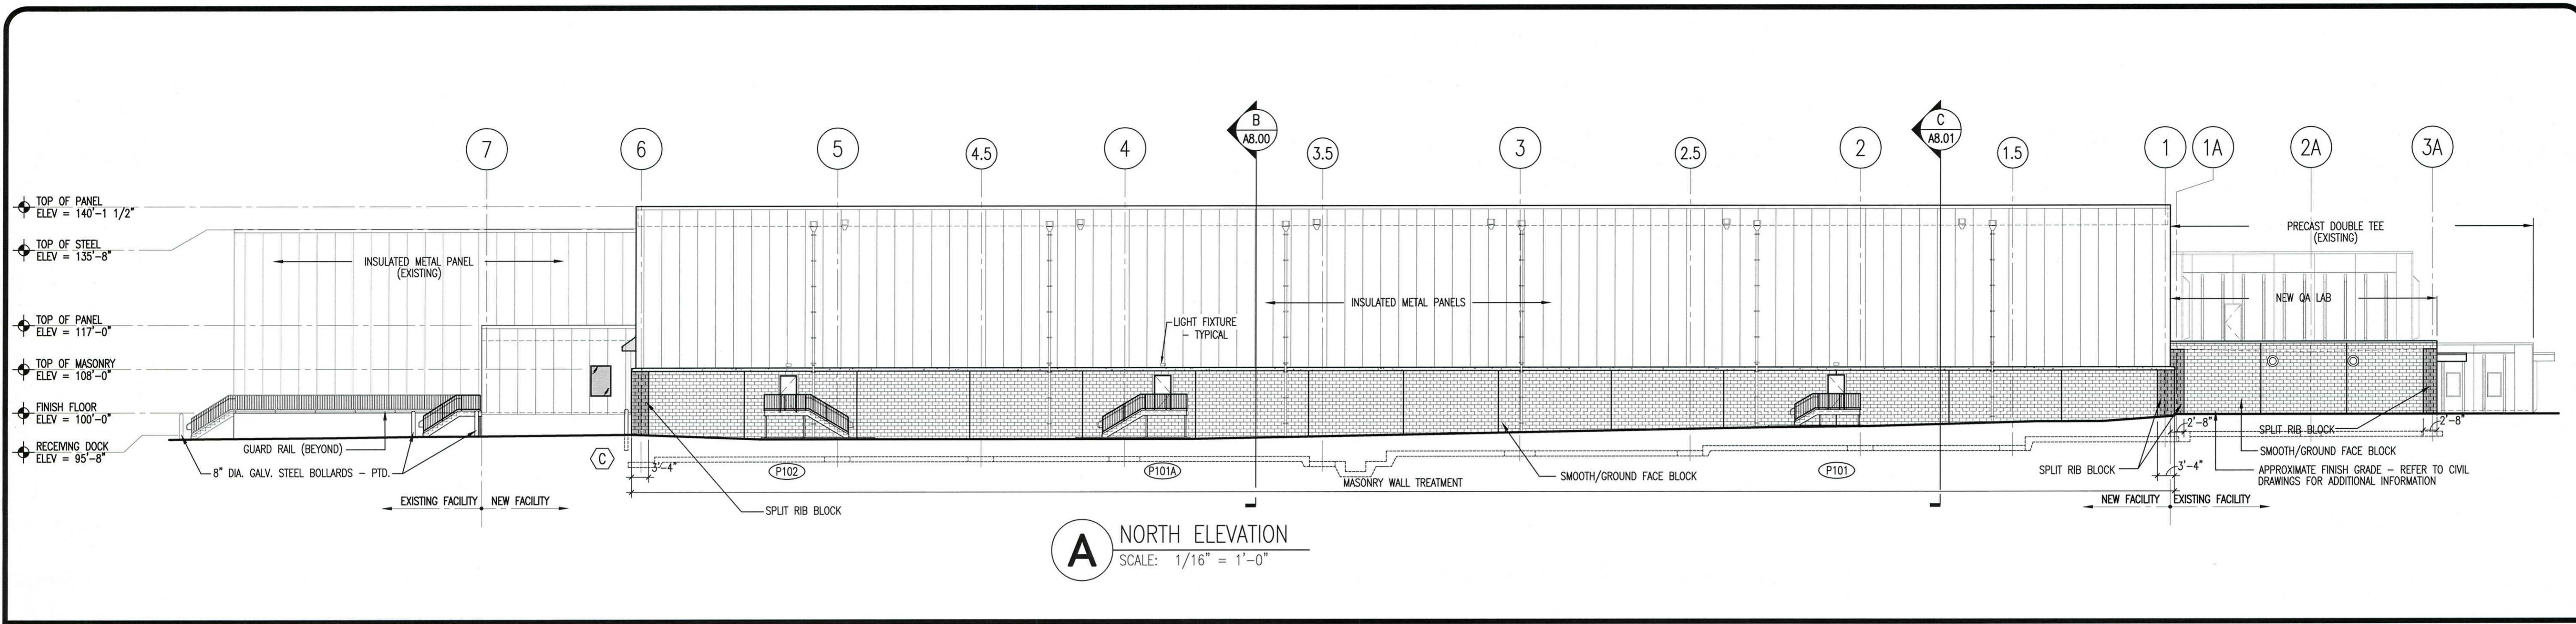 B
A8.00
C
A8.01
7
6
5
4.5
4
3.5
3
2.5
2
1.5
1
1A
2A
3A
TOP OF PANEL
ELEV = 140'-1 1/2"
TOP OF STEEL
ELEV = 135'-8"
TOP OF PANEL
ELEV = 117'-0"
TOP OF MASONRY
ELEV = 108'-0"
FINISH FLOOR
ELEV = 100'-0"
RECEIVING DOCK
ELEV = 95'-8"
INSULATED METAL PANEL
(EXISTING)
INSULATED METAL PANELS
LIGHT FIXTURE
- TYPICAL
PRECAST DOUBLE TEE
(EXISTING)
NEW QA LAB
GUARD RAIL (BEYOND)
8" DIA. GALV. STEEL BOLLARDS - PTD.
EXISTING FACILITY
NEW FACILITY
C
3'-4"
SPLIT RIB BLOCK
P102
P101A
MASONRY WALL TREATMENT
SMOOTH/GROUND FACE BLOCK
P101
SPLIT RIB BLOCK
2'-8"
3'-4"
SPLIT RIB BLOCK
2'-8"
SMOOTH/GROUND FACE BLOCK
APPROXIMATE FINISH GRADE - REFER TO CIVIL
DRAWINGS FOR ADDITIONAL INFORMATION
NEW FACILITY
EXISTING FACILITY
A
NORTH ELEVATION
SCALE: 1/16" = 1'-0"